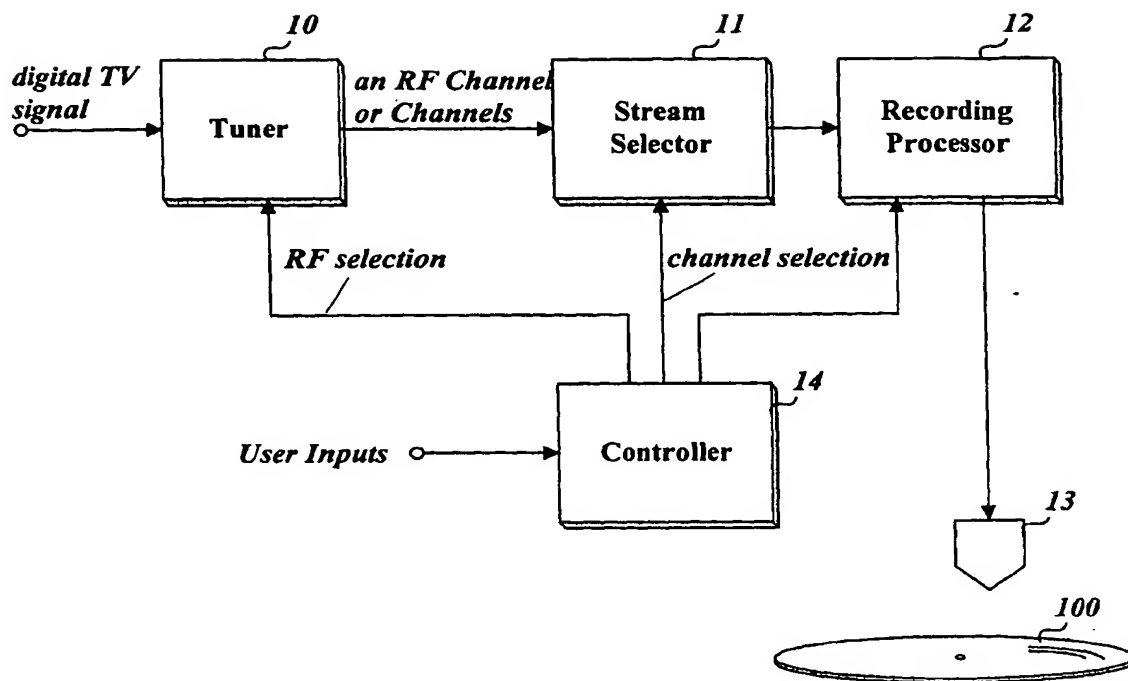 10
11
12
digital TV
signal
Tuner
an RF Channel
or Channels
Stream
Selector
Recording
Processor
RF selection
channel selection
14
User Inputs
Controller
13
100